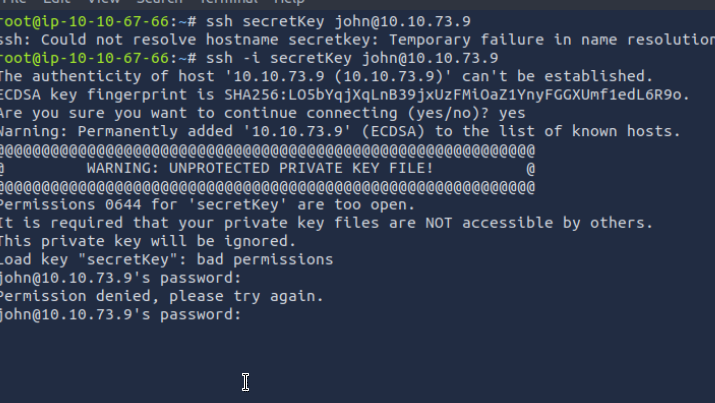 File Edit View Search Terminal Help
root@ip-10-10-67-66:~# ssh secretKey john@10.10.73.9
ssh: Could not resolve hostname secretkey: Temporary failure in name resolution
root@ip-10-10-67-66:~# ssh -i secretKey john@10.10.73.9
The authenticity of host '10.10.73.9 (10.10.73.9)' can't be established.
ECDSA key fingerprint is SHA256:LO5bYqjXqLnB39jxUzFMiOaZ1YnyFGGXUmf1edL6R9o.
Are you sure you want to continue connecting (yes/no)? yes
Warning: Permanently added '10.10.73.9' (ECDSA) to the list of known hosts.
@@@@@@@@@@@@@@@@@@@@@@@@@@@@@@@@@@@@@@@@@@@@@@@@@@@@@@@@@@@
@         WARNING: UNPROTECTED PRIVATE KEY FILE!          @
@@@@@@@@@@@@@@@@@@@@@@@@@@@@@@@@@@@@@@@@@@@@@@@@@@@@@@@@@@@
Permissions 0644 for 'secretKey' are too open.
It is required that your private key files are NOT accessible by others.
This private key will be ignored.
Load key "secretKey": bad permissions
john@10.10.73.9's password:
Permission denied, please try again.
john@10.10.73.9's password: